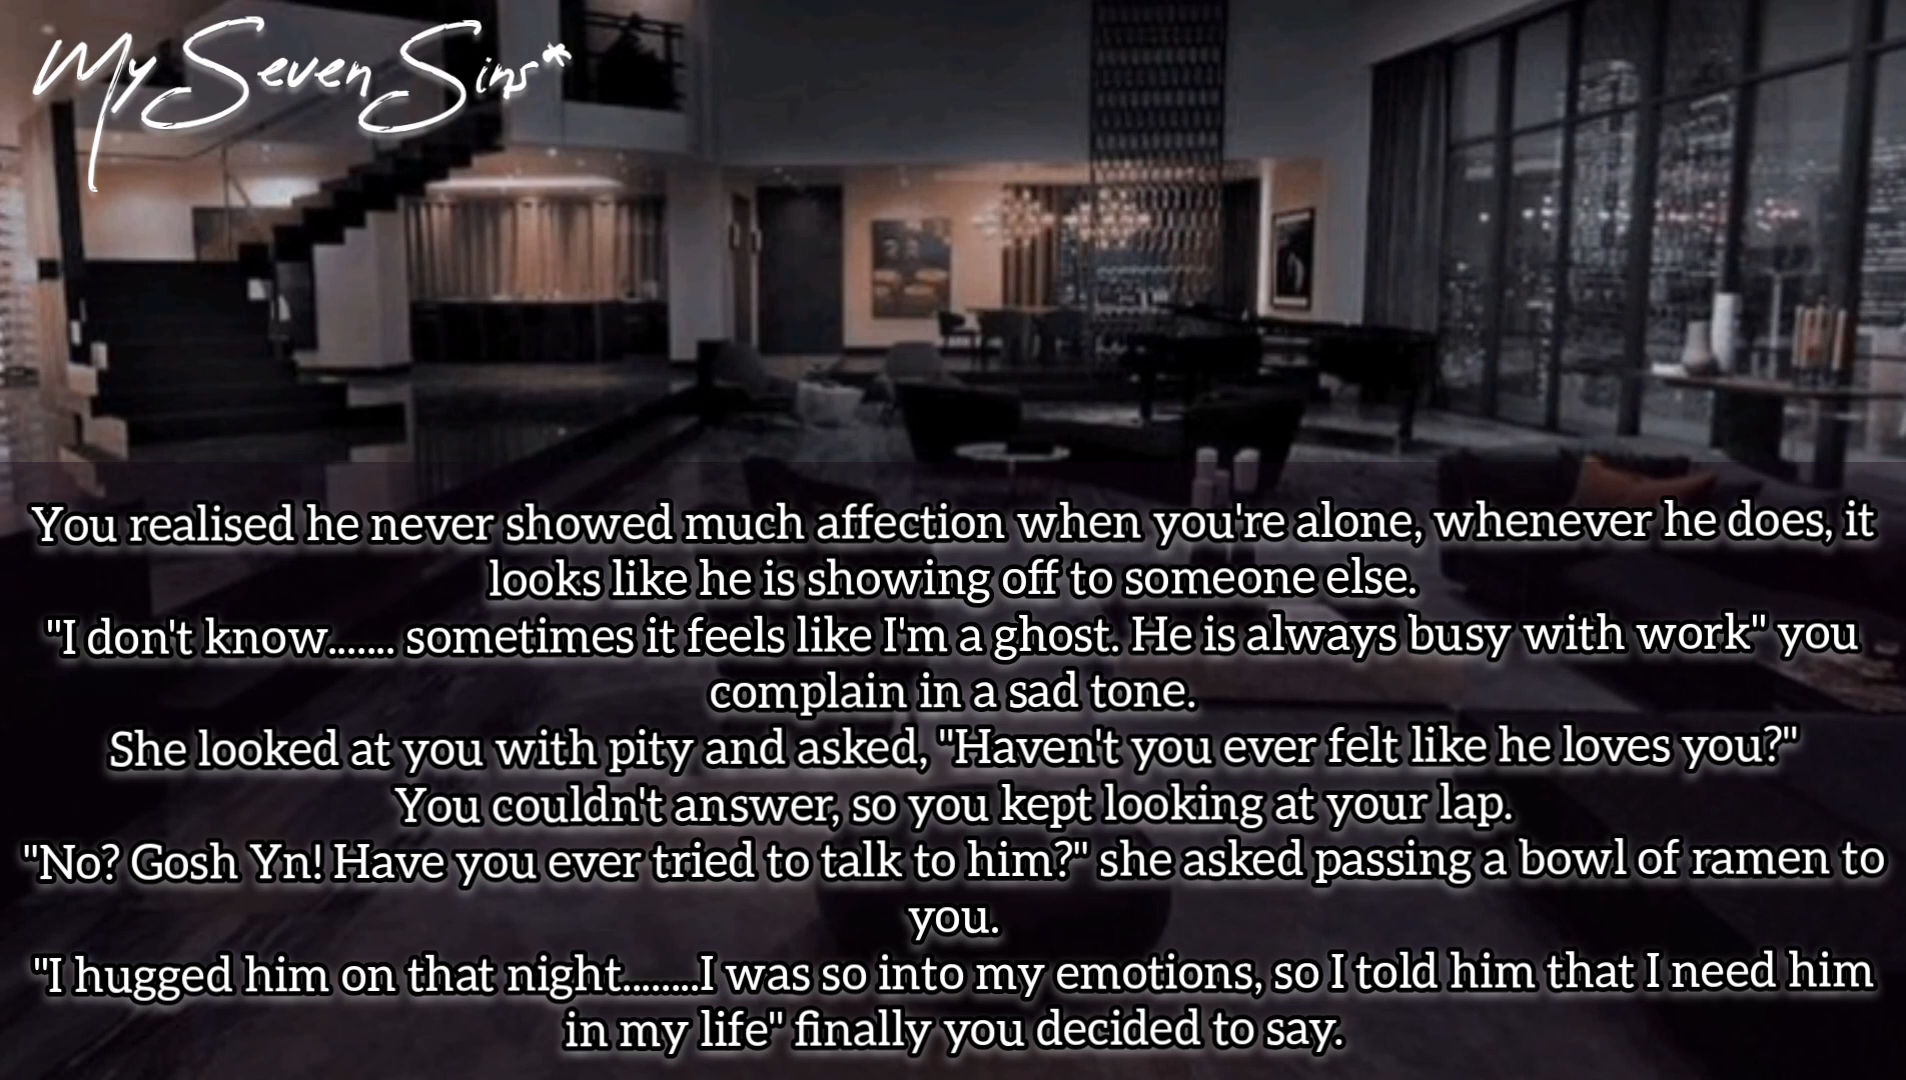 My Seven Sins*
You realised he never showed much affection when you're alone, whenever he does, it
looks like he is showing off to someone else.
"I don't know....... sometimes it feels like I'm a ghost. He is always busy with work" you
complain in a sad tone.
She looked at you with pity and asked, "Haven't you ever felt like he loves you?"
You couldn't answer, so you kept looking at your lap.
"No? Gosh Yn! Have you ever tried to talk to him?" she asked passing a bowl of ramen to
you.
"I hugged him on that night........I was so into my emotions, so I told him that I need him
in my life" finally you decided to say.